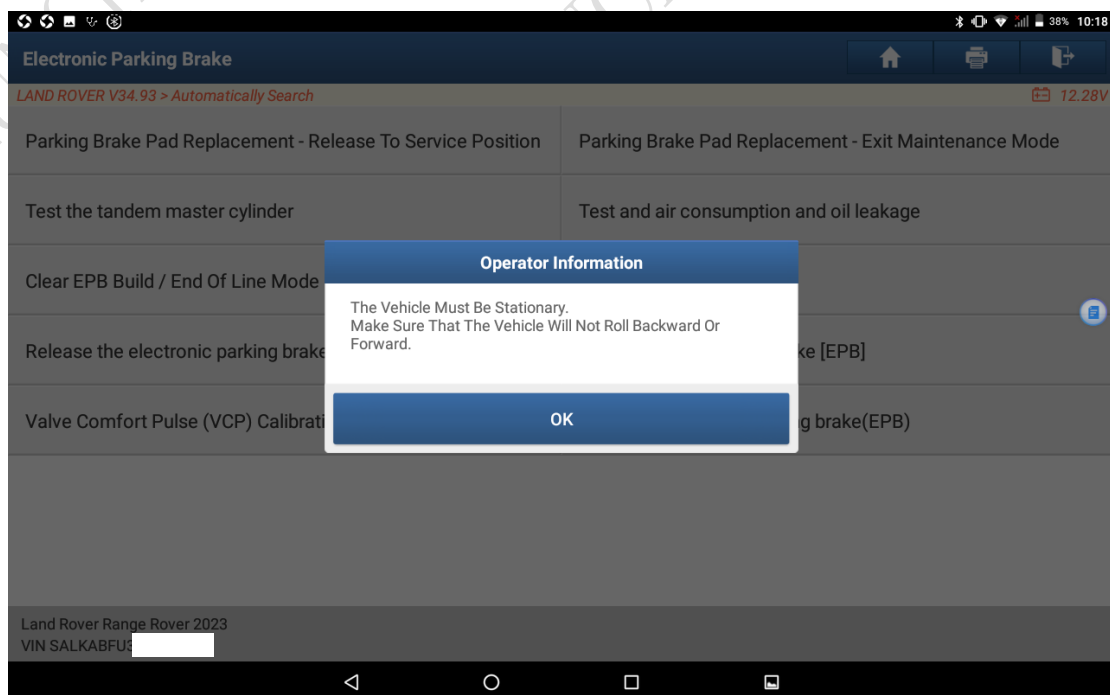 38% 10:18
Electronic Parking Brake
LAND ROVER V34.93 > Automatically Search
12.28V
Parking Brake Pad Replacement - Release To Service Position
Parking Brake Pad Replacement - Exit Maintenance Mode
Test the tandem master cylinder
Test and air consumption and oil leakage
Clear EPB Build / End Of Line Mode
Operator Information
The Vehicle Must Be Stationary.
Make Sure That The Vehicle Will Not Roll Backward Or
Forward.
OK
Release the electronic parking brake
[EPB]
Valve Comfort Pulse (VCP)
brake(EPB)
Land Rover Range Rover 2023
VIN SALKABFU